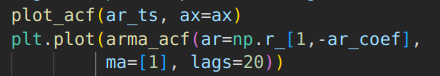 plot_acf(ar_ts, ax=ax)
plt.plot(arma_acf(ar=np.r_[1,-ar_coef],
ma=[1], lags=20))